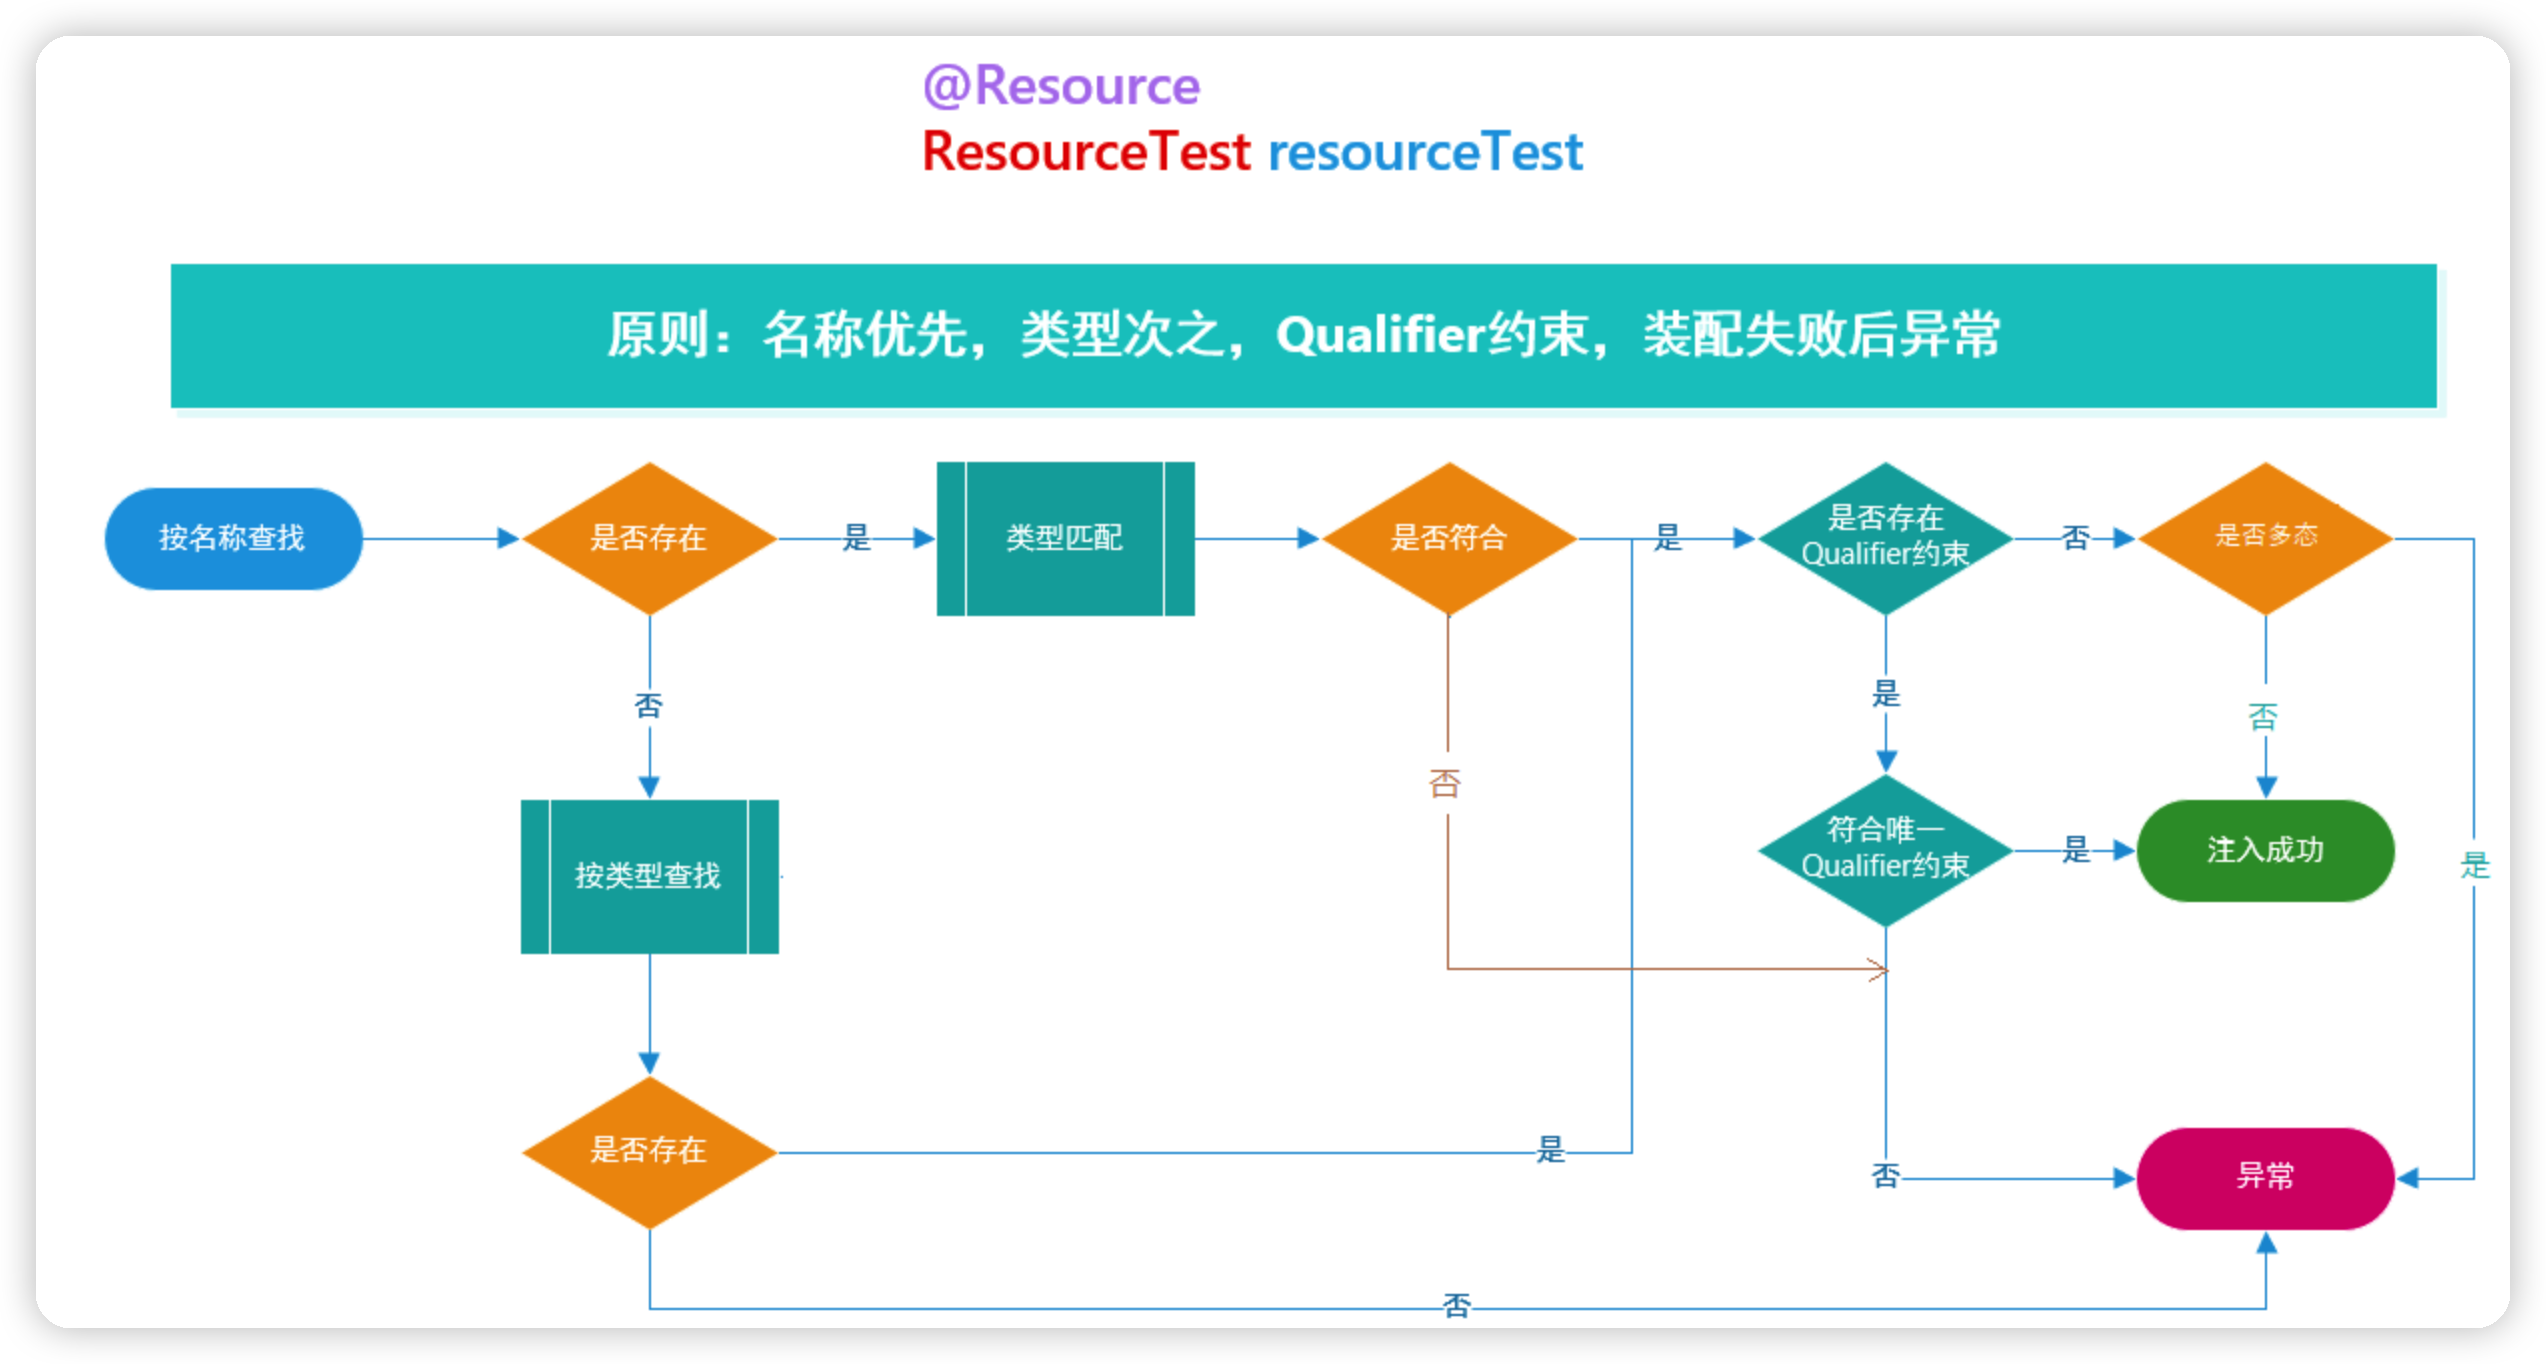 @Resource
ResourceTest resourceTest
原则：名称优先，类型次之，Qualifier约束，装配失败后异常
按名称查找
是否存在
是
类型匹配
是否符合
是
是否存在
Qualifier约束
否
是否多态
否
是
否
否
按类型查找
符合唯一
Qualifier约束
是
注入成功
是
是否存在
是
否
异常
否